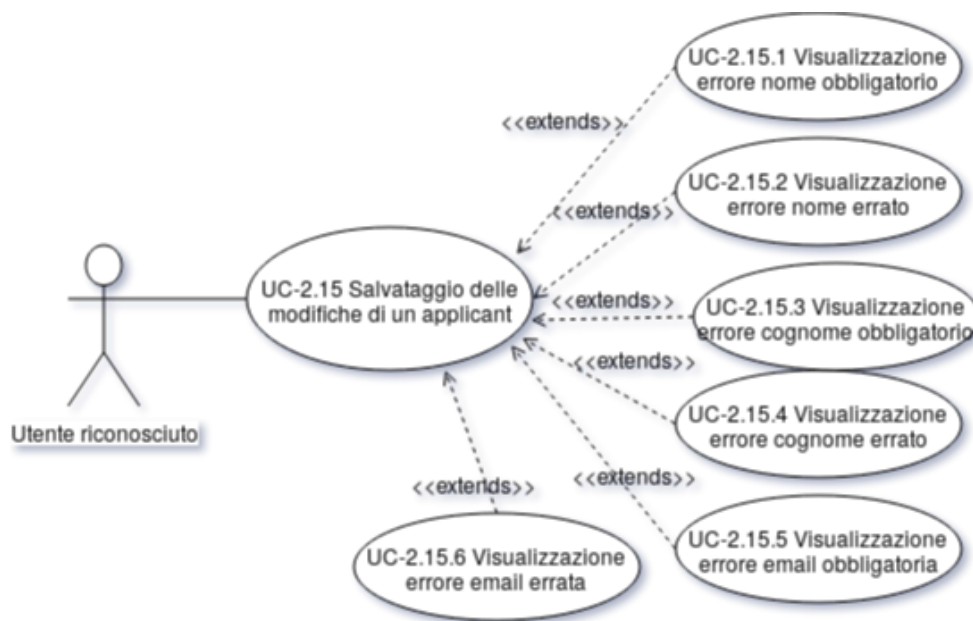 UC-2.15.1 Visualizzazione
errore nome obbligatorio
<<extends>>
UC-2.15.2 Visualizzazione
errore nome errato
<<extends>>
UC-2.15 Salvataggio delle
modifiche di un applicant
<<extends>>
UC-2.15.3 Visualizzazione
errore cognome obbligatorio
<<extends>>
UC-2.15.4 Visualizzazione
errore cognome errato
Utente riconosciuto
<<extends>>
UC-2.15.5 Visualizzazione
errore email obbligatoria
<<extends>>
UC-2.15.6 Visualizzazione
errore email errata